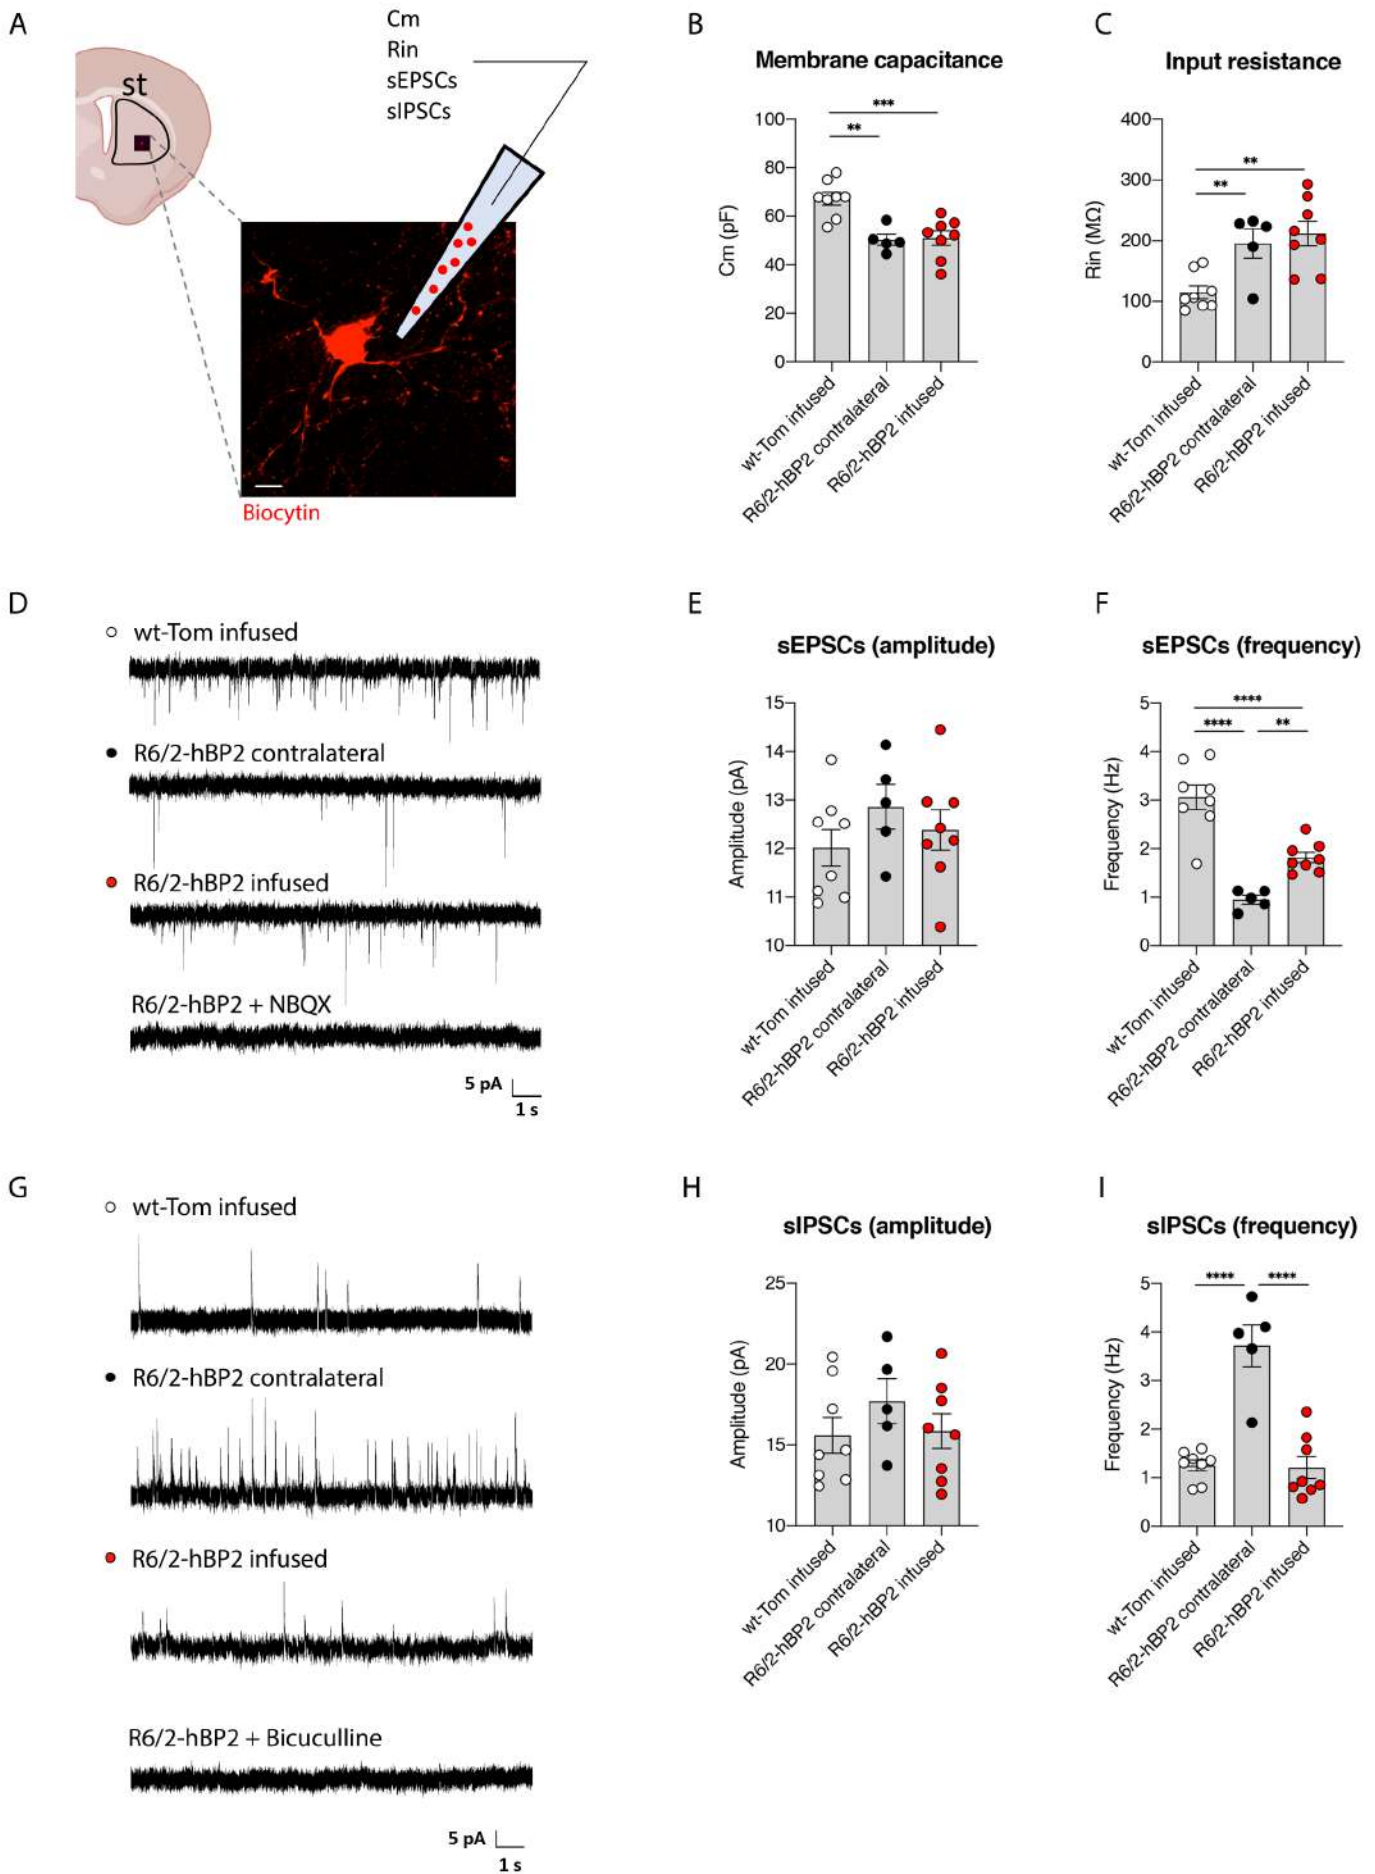 A
Cm
Rin
sEPSCs
sIPSCs
st
Biocytin
B
Membrane capacitance
***
**
100
80
60
40
20
0
Cm (pF)
wt-Tom infused
R6/2-hBP2 contralateral
R6/2-hBP2 infused
C
Input resistance
**
**
400
300
200
100
0
Rin (MΩ)
wt-Tom infused
R6/2-hBP2 contralateral
R6/2-hBP2 infused
D
wt-Tom infused
R6/2-hBP2 contralateral
R6/2-hBP2 infused
R6/2-hBP2 + NBQX
5 pA
1 s
E
sEPSCs (amplitude)
15
14
13
12
11
10
Amplitude (pA)
wt-Tom infused
R6/2-hBP2 contralateral
R6/2-hBP2 infused
F
sEPSCs (frequency)
****
**** **
5
4
3
2
1
0
Frequency (Hz)
wt-Tom infused
R6/2-hBP2 contralateral
R6/2-hBP2 infused
G
wt-Tom infused
R6/2-hBP2 contralateral
R6/2-hBP2 infused
R6/2-hBP2 + Bicuculline
5 pA
1 s
H
sIPSCs (amplitude)
25
20
15
10
Amplitude (pA)
wt-Tom infused
R6/2-hBP2 contralateral
R6/2-hBP2 infused
I
sIPSCs (frequency)
**** ****
5
4
3
2
1
0
Frequency (Hz)
wt-Tom infused
R6/2-hBP2 contralateral
R6/2-hBP2 infused